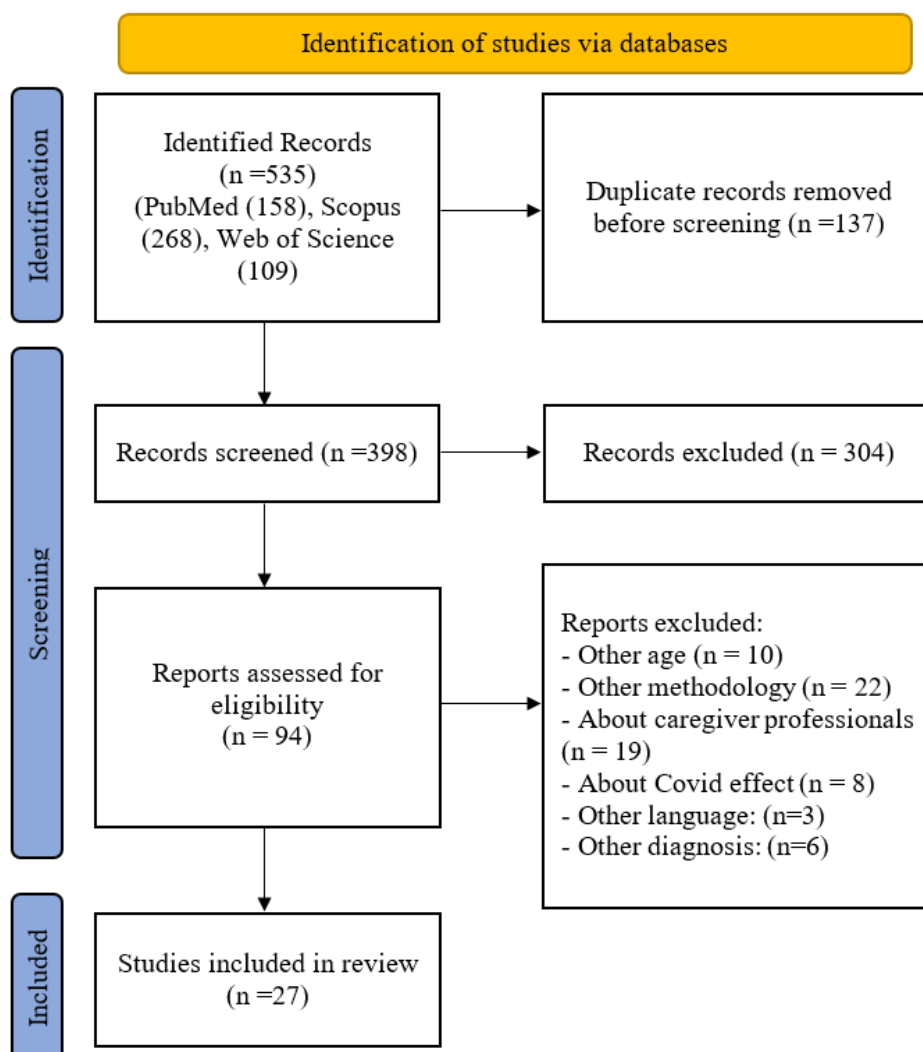 Identification of studies via databases
Identification
Identified Records
(n =535)
(PubMed (158), Scopus
(268), Web of Science
(109)
Duplicate records removed
before screening (n =137)
Screening
Records screened (n =398)
Records excluded (n = 304)
Reports assessed for
eligibility
(n = 94)
Reports excluded:
- Other age (n = 10)
- Other methodology (n = 22)
- About caregiver professionals
(n = 19)
- About Covid effect (n = 8)
- Other language: (n=3)
- Other diagnosis: (n=6)
Included
Studies included in review
(n =27)